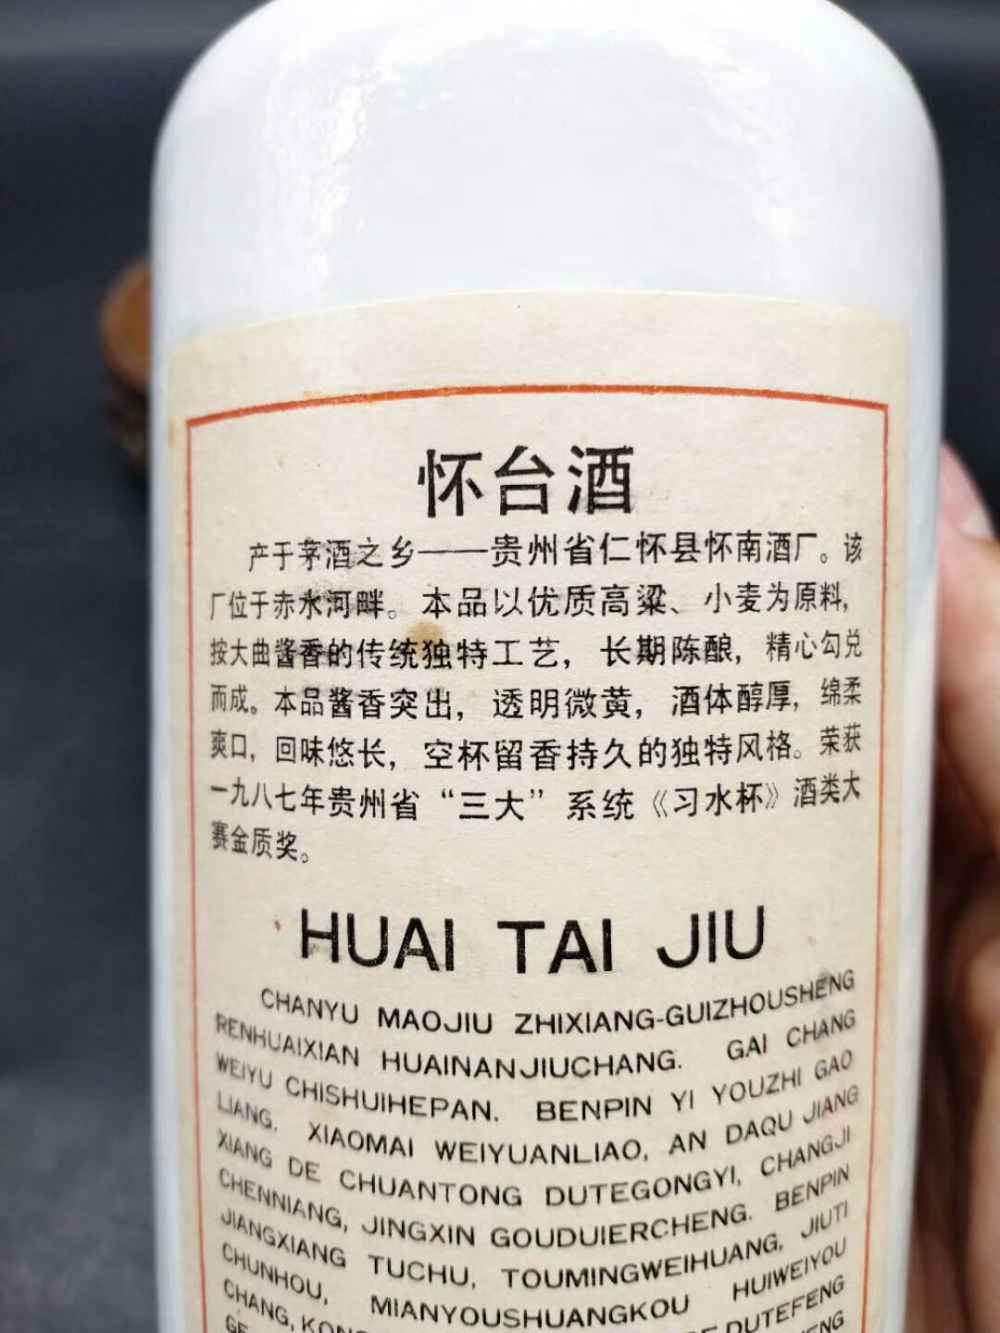 怀台酒
产于茅酒之乡——贵州省仁怀县怀南酒厂。该
厂位于赤水河畔。本品以优质高粱、小麦为原料,
按大曲酱香的传统独特工艺,长期陈酿,精心勾兑
而成。本品酱香突出,透明微黄,酒体醇厚,绵柔
爽口,回味悠长,空杯留香持久的独特风格。荣获
一九八七年贵州省“三大”系统《习水杯》酒类大
赛金质奖。
HUAI TAI JIU
CHANYU MAOJIU ZHIXIANG-GUIZHOUSHENG
RENHUAIXIAN HUAINANJIUCHANG. GAI CHANG
WEIYU CHISHUIHEPAN. BENPIN YI YOUZHI GAO
LIANG, XIAOMAI WEIYUANLIAO, AN DAQU JIANG
XIANG DE CHUANTONG DUTEGONGYI, CHANGJI
CHENNIANG, JINGXIN GOUDUIERCHENG. BENPIN
JIANGXIANG TUCHU, TOUMINGWEIHUANG, JIUTI
CHUNHOU, MIANYOUSHUANGKOU HUIWEIYOU
CHANG, DUTEFENG